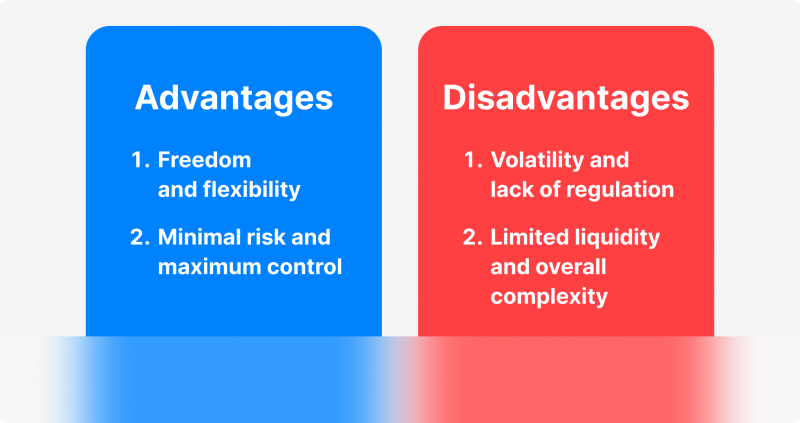 Advantages
1. Freedom
and flexibility
2. Minimal risk and
maximum control
Disadvantages
1. Volatility and
lack of regulation
2. Limited liquidity
and overall
complexity